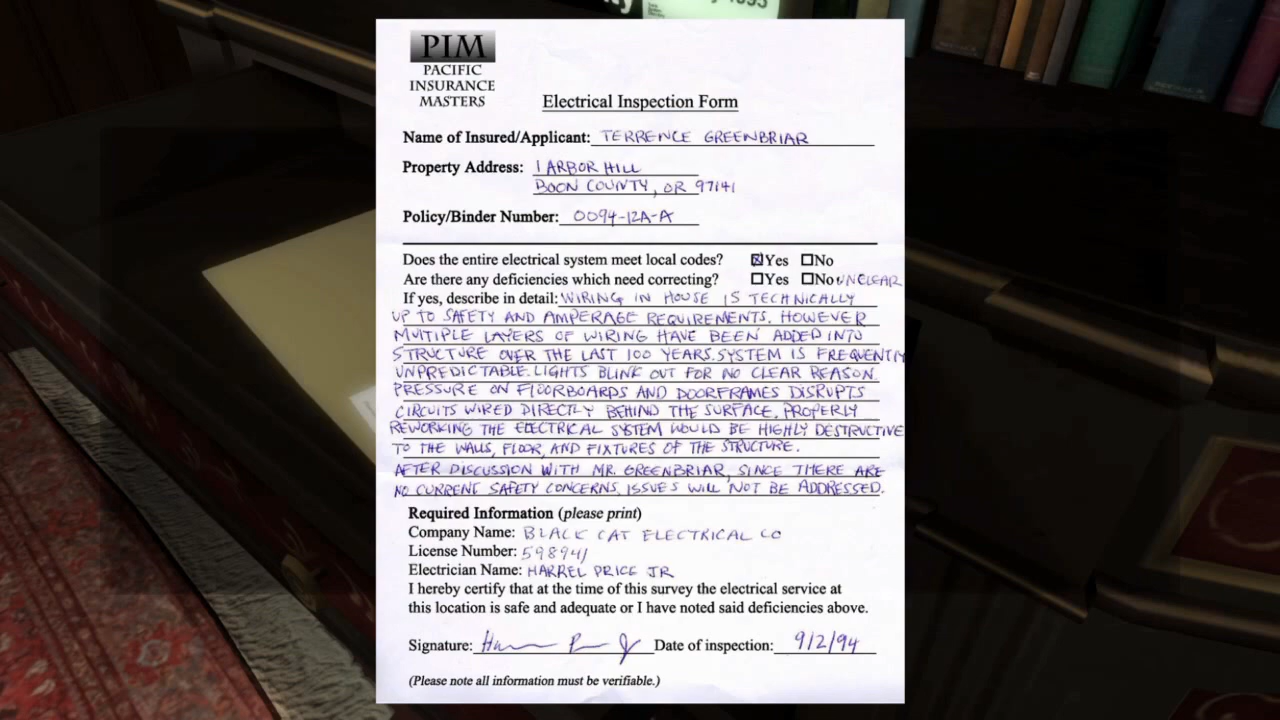 PIM
PACIFIC
INSURANCE
MASTERS
Electrical Inspection Form
Name of Insured/Applicant: TERRENCE GREENBRIAR
Property Address: 1 ARBOR HILL
BOON COUNTY, OR 97141
Policy/Binder Number: 0094-12A-A
Does the entire electrical system meet local codes? ☒Yes ☐No
Are there any deficiencies which need correcting? ☐Yes ☐No UNCLEAR
If yes, describe in detail: WIRING IN HOUSE IS TECHNICALLY
UP TO SAFETY AND AMPERAGE REQUIREMENTS. HOWEVER
MULTIPLE LAYERS OF WIRING HAVE BEEN ADDED INTO
STRUCTURE OVER THE LAST 100 YEARS. SYSTEM IS FREQUENTLY
UNPREDICTABLE. LIGHTS BLINK OUT FOR NO CLEAR REASON.
PRESSURE ON FLOORBOARDS AND DOORFRAMES DISRUPTS
CIRCUITS WIRED DIRECTLY BEHIND THE SURFACE. PROPERLY
REWORKING THE ELECTRICAL SYSTEM WOULD BE HIGHLY DESTRUCTIVE
TO THE WALLS, FLOOR, AND FIXTURES OF THE STRUCTURE.
AFTER DISCUSSION WITH MR. GREENBRIAR, SINCE THERE ARE
NO CURRENT SAFETY CONCERNS, ISSUES WILL NOT BE ADDRESSED.
Required Information (please print)
Company Name: BLACK CAT ELECTRICAL CO
License Number: 598941
Electrician Name: HARREL PRICE JR
I hereby certify that at the time of this survey the electrical service at
this location is safe and adequate or I have noted said deficiencies above.
Signature: Date of inspection: 9/2/94
(Please note all information must be verifiable.)